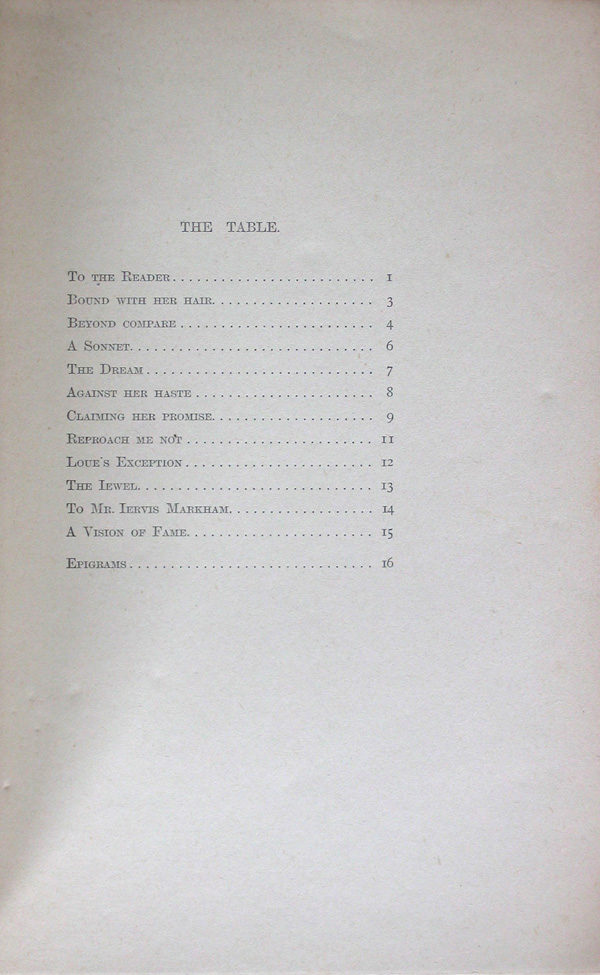 THE TABLE.
To the Reader......................... 1
Bound with her hair.................... 3
Beyond compare........................ 4
A Sonnet.............................. 6
The Dream............................ 7
Against her haste...................... 8
Claiming her promise.................... 9
Reproach me not....................... 11
Loue's Exception....................... 12
The Iewel............................. 13
To Mr. Iervis Markham.................. 14
A Vision of Fame....................... 15
Epigrams.............................. 16